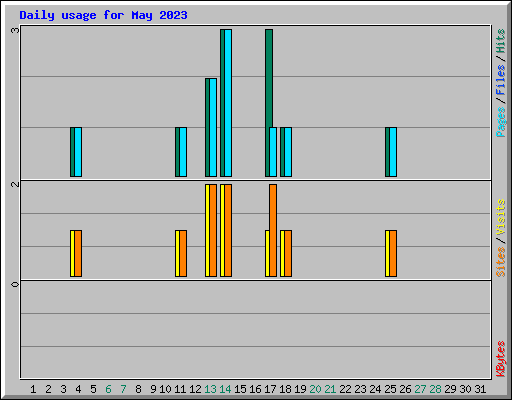 Daily usage for May 2023
3
2
0
Pages / Files / Hits
Sites / Visits
KBytes
1 2 3 4 5 6 7 8 9 10 11 12 13 14 15 16 17 18 19 20 21 22 23 24 25 26 27 28 29 30 31